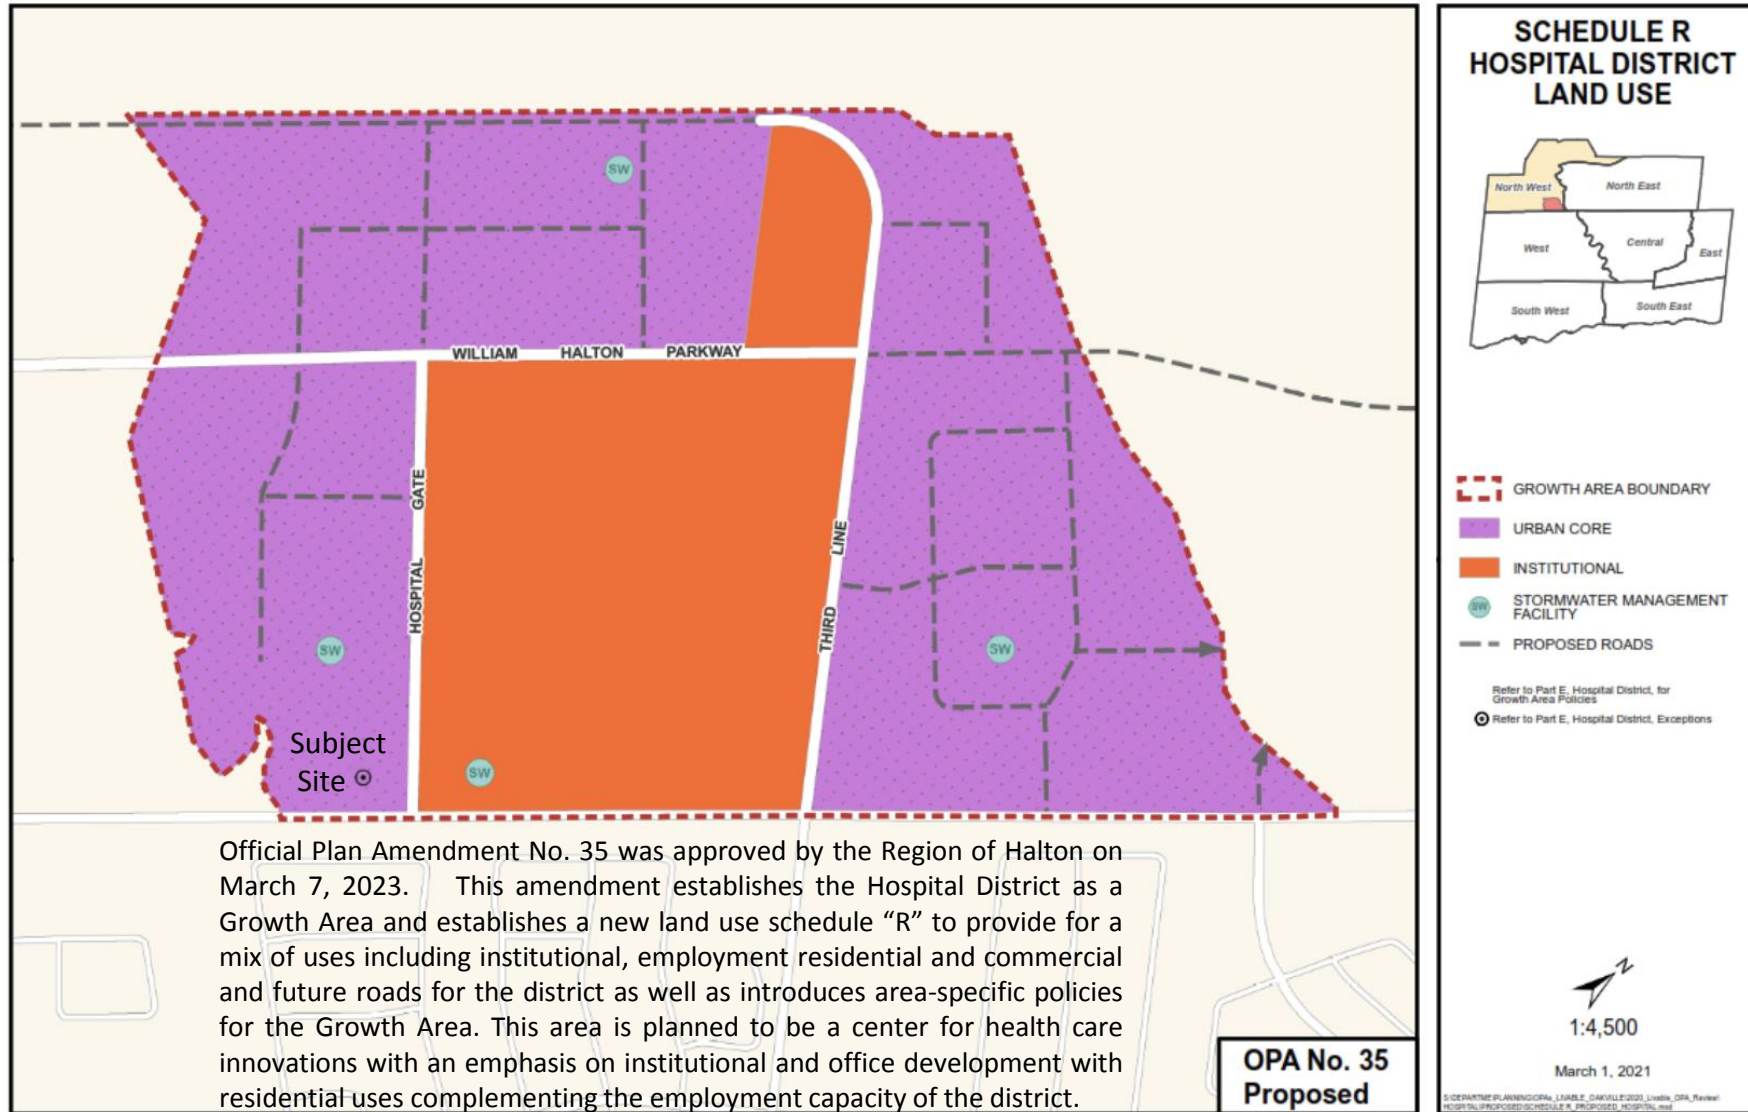 SCHEDULE R
HOSPITAL DISTRICT
LAND USE
North West
North East
West
Central
East
South West
South East
SW
WILLIAM HALTON PARKWAY
HOSPITAL GATE
THIRD LINE
SW
SW
SW
Subject
Site
GROWTH AREA BOUNDARY
URBAN CORE
INSTITUTIONAL
SW
STORMWATER MANAGEMENT
FACILITY
PROPOSED ROADS
Refer to Part E, Hospital District, for
Growth Area Policies
Refer to Part E, Hospital District, Exceptions
Official Plan Amendment No. 35 was approved by the Region of Halton on
March 7, 2023. This amendment establishes the Hospital District as a
Growth Area and establishes a new land use schedule “R” to provide for a
mix of uses including institutional, employment residential and commercial
and future roads for the district as well as introduces area-specific policies
for the Growth Area. This area is planned to be a center for health care
innovations with an emphasis on institutional and office development with
residential uses complementing the employment capacity of the district.
OPA No. 35
Proposed
N
1:4,500
March 1, 2021